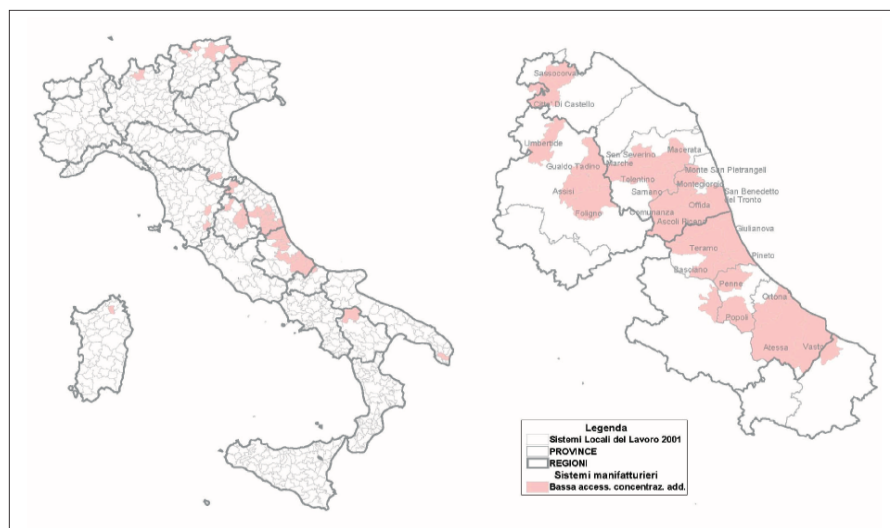 Sassocorvaro
Citta' Di Castello
Umbertide
Gualdo Tadino
San Severino
Marche
Macerata
Monte San Pietrangeli
Tolentino
Montegiorgio
Assisi
Sarnano
San Benedetto
del Tronto
Offida
Foligno
Comunanza
Ascoli Piceno
Giulianova
Teramo
Pineto
Basciano
Penne
Ortona
Popoli
Atessa
Vasto
Legenda
Sistemi Locali del Lavoro 2001
PROVINCE
REGIONI
Sistemi manifatturieri
Bassa access. concentraz. add.